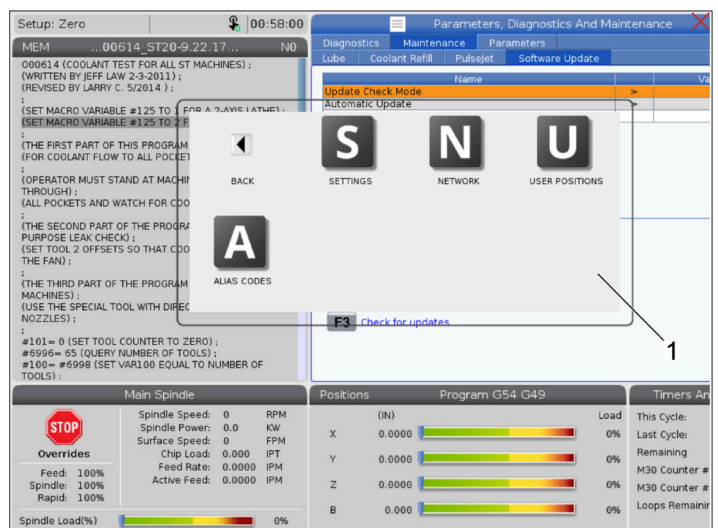 Setup: Zero
00:58:00
Parameters, Diagnostics And Maintenance
MEM ...00614_ST20-9.22.17... N0
O00614 (COOLANT TEST FOR ALL ST MACHINES) ;
(WRITTEN BY JEFF LAW 2-3-2011) ;
(REVISED BY LARRY C. 5/2014 ) ;
;
(SET MACRO VARIABLE #125 TO 1 FOR A 2-AXIS LATHE) ;
(SET MACRO VARIABLE #125 TO 2 F
;
(THE FIRST PART OF THIS PROGRAM
(FOR COOLANT FLOW TO ALL POCKET
;
(OPERATOR MUST STAND AT MACHIN
THROUGH) ;
(ALL POCKETS AND WATCH FOR COO
;
(THE SECOND PART OF THE PROGRA
PURPOSE LEAK CHECK) ;
(SET TOOL 2 OFFSETS SO THAT COO
THE FAN) ;
;
(THE THIRD PART OF THE PROGRAM
MACHINES) ;
(USE THE SPECIAL TOOL WITH DIREC
NOZZLES) ;
;
#101= 0 (SET TOOL COUNTER TO ZERO) ;
#6996= 65 (QUERY NUMBER OF TOOLS) ;
#100= #6998 (SET VAR100 EQUAL TO NUMBER OF
TOOLS) ;
Diagnostics Maintenance Parameters
Lube Coolant Refill PulseJet Software Update
Name Va
Update Check Mode >
Automatic Update >
S N U
BACK SETTINGS NETWORK USER POSITIONS
A
ALIAS CODES
F3 Check for updates
1
Main Spindle
STOP
Overrides
Feed: 100%
Spindle: 100%
Rapid: 100%
Spindle Speed: 0 RPM
Spindle Power: 0.0 KW
Surface Speed: 0 FPM
Chip Load: 0.000 IPT
Feed Rate: 0.0000 IPM
Active Feed: 0.0000 IPM
Spindle Load(%) 0%
Positions Program G54 G49
(IN) Load
X 0.0000 0%
Y 0.0000 0%
Z 0.0000 0%
B 0.000 0%
Timers An
This Cycle:
Last Cycle:
Remaining
M30 Counter #
M30 Counter #
Loops Remainin